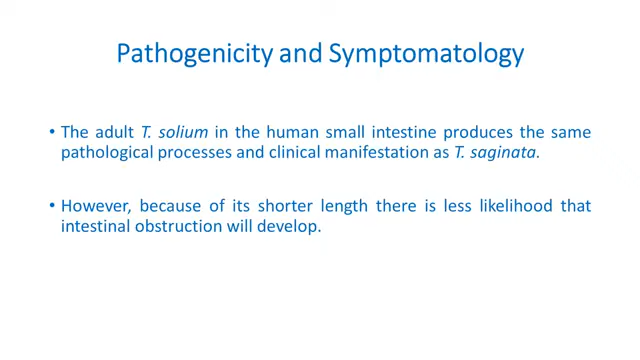 Pathogenicity and Symptomatology
• The adult T. solium in the human small intestine produces the same
pathological processes and clinical manifestation as T. saginata.
• However, because of its shorter length there is less likelihood that
intestinal obstruction will develop.